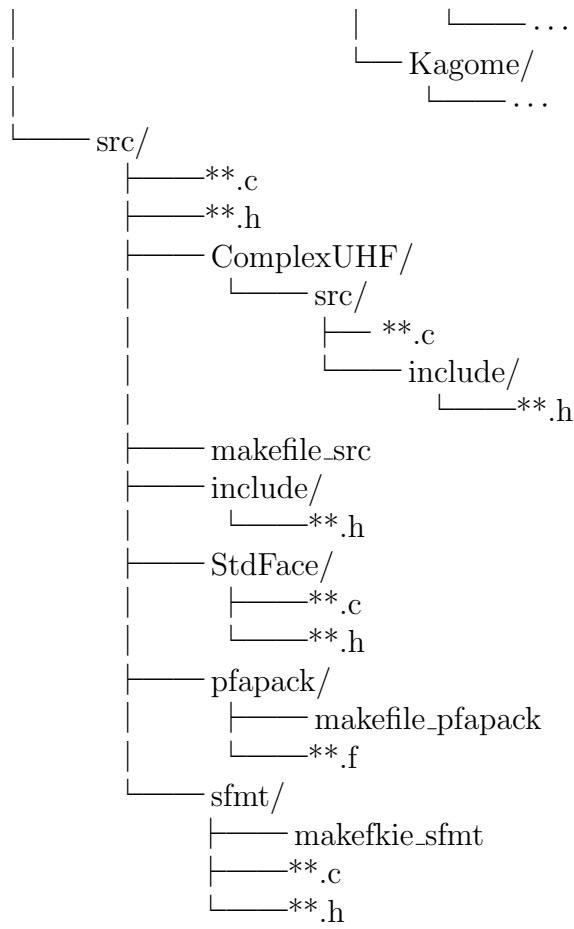 ...
Kagome/
...
src/
**.c
**.h
ComplexUHF/
src/
**.c
include/
**.h
makefile_src
include/
**.h
StdFace/
**.c
**.h
pfapack/
makefile_pfapack
**.f
sfmt/
makefkie_sfmt
**.c
**.h